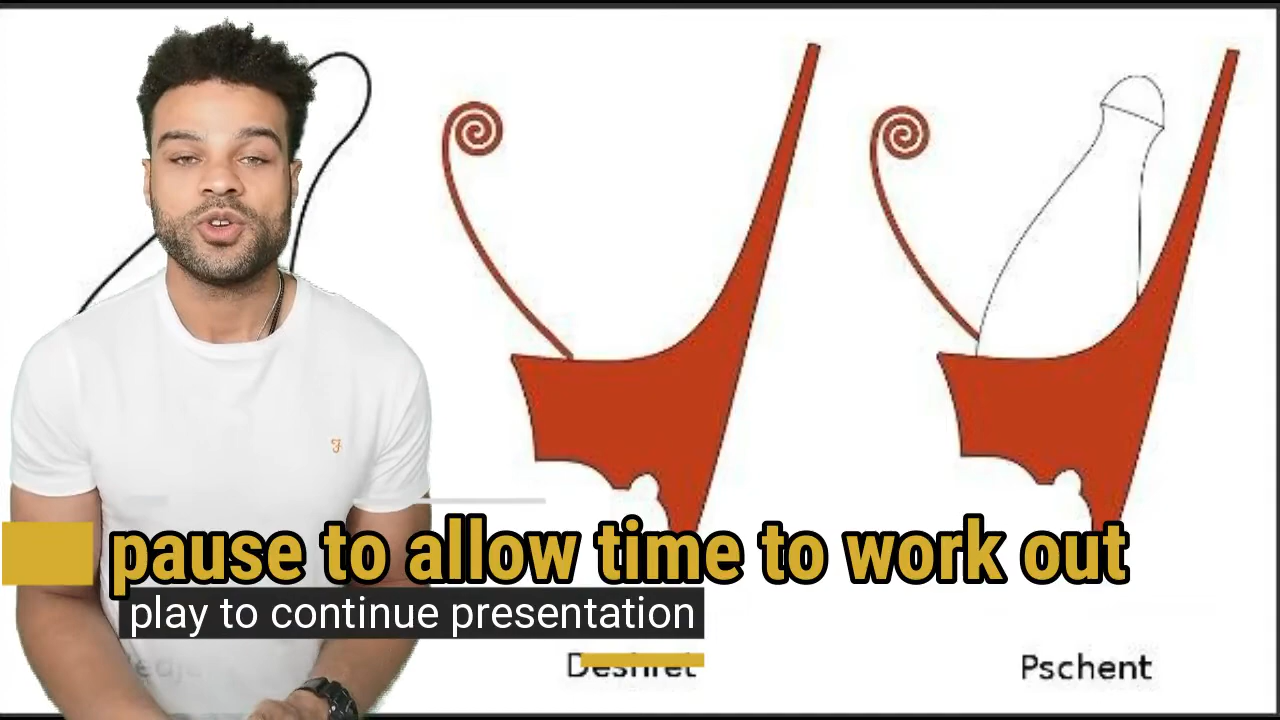 pause to allow time to work out
play to continue presentation
Deshret
Pschent